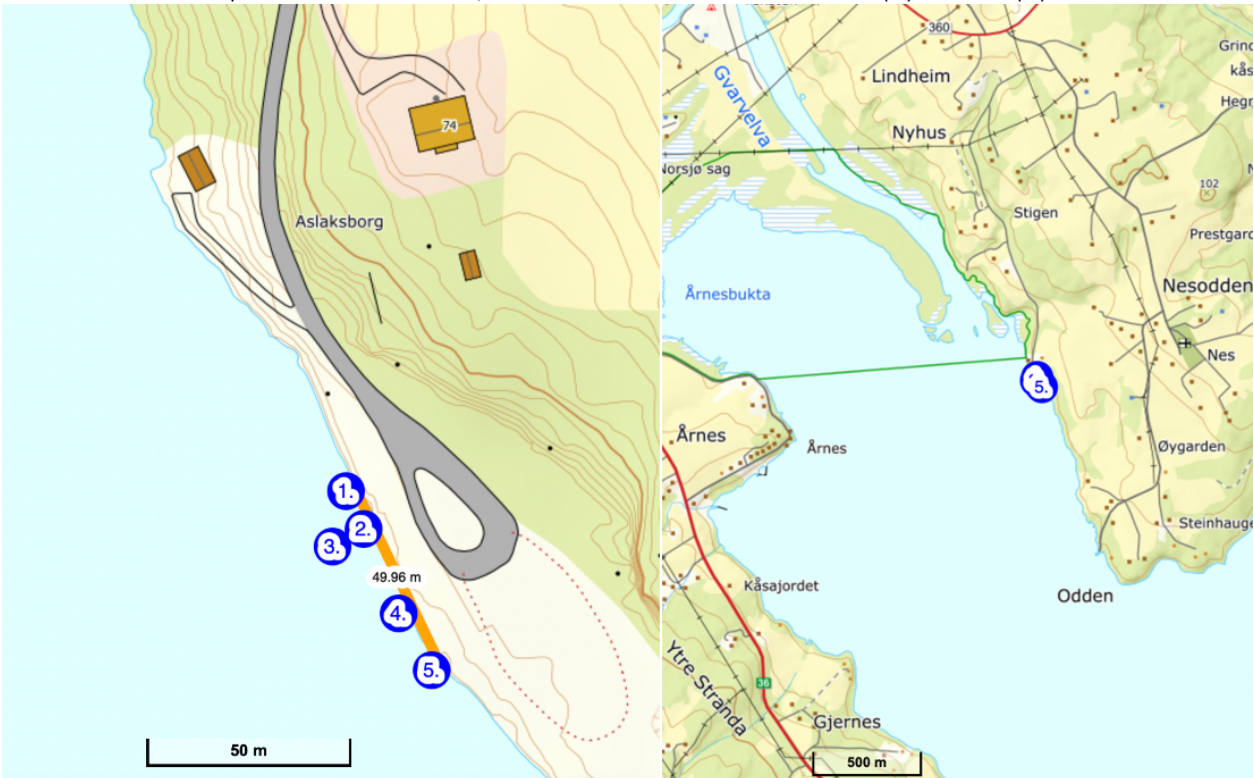 74
Aslaksborg
1.
2.
3.
49.96 m
4.
5.
50 m
360
Lindheim
Gvarvelva
Nyhus
Norsjø sag
102
Stigen
Årnesbukta
Nesodden
5.
Nes
Årnes
Årnes
Øygarden
Steinhauge
Kåsajordet
Odden
Ytre Stranda
36
Gjernes
500 m